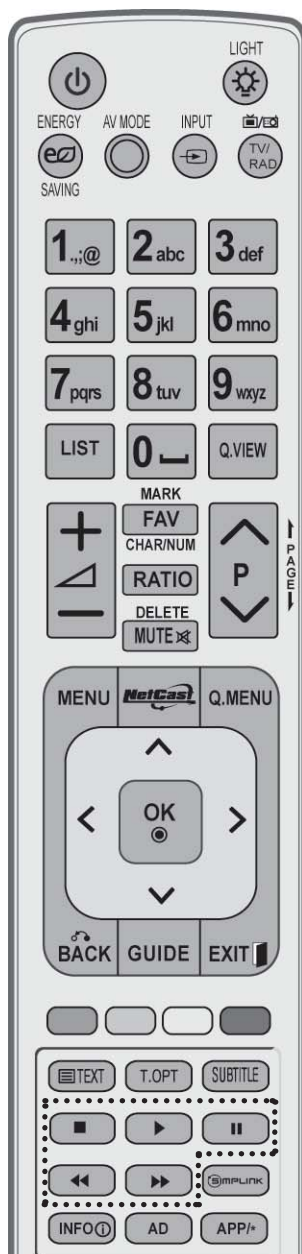 LIGHT
ENERGY AV MODE INPUT
TV/
RAD
SAVING
1.,;@ 2abc 3def
4ghi 5jkl 6mno
7pqrs 8tuv 9wxyz
LIST 0 Q.VIEW
MARK
FAV
CHAR/NUM
P
PAGE
RATIO
DELETE
MUTE
MENU NetCast Q.MENU
OK
BACK GUIDE EXIT
TEXT T.OPT SUBTITLE
SIMPLINK
INFO AD APP/*